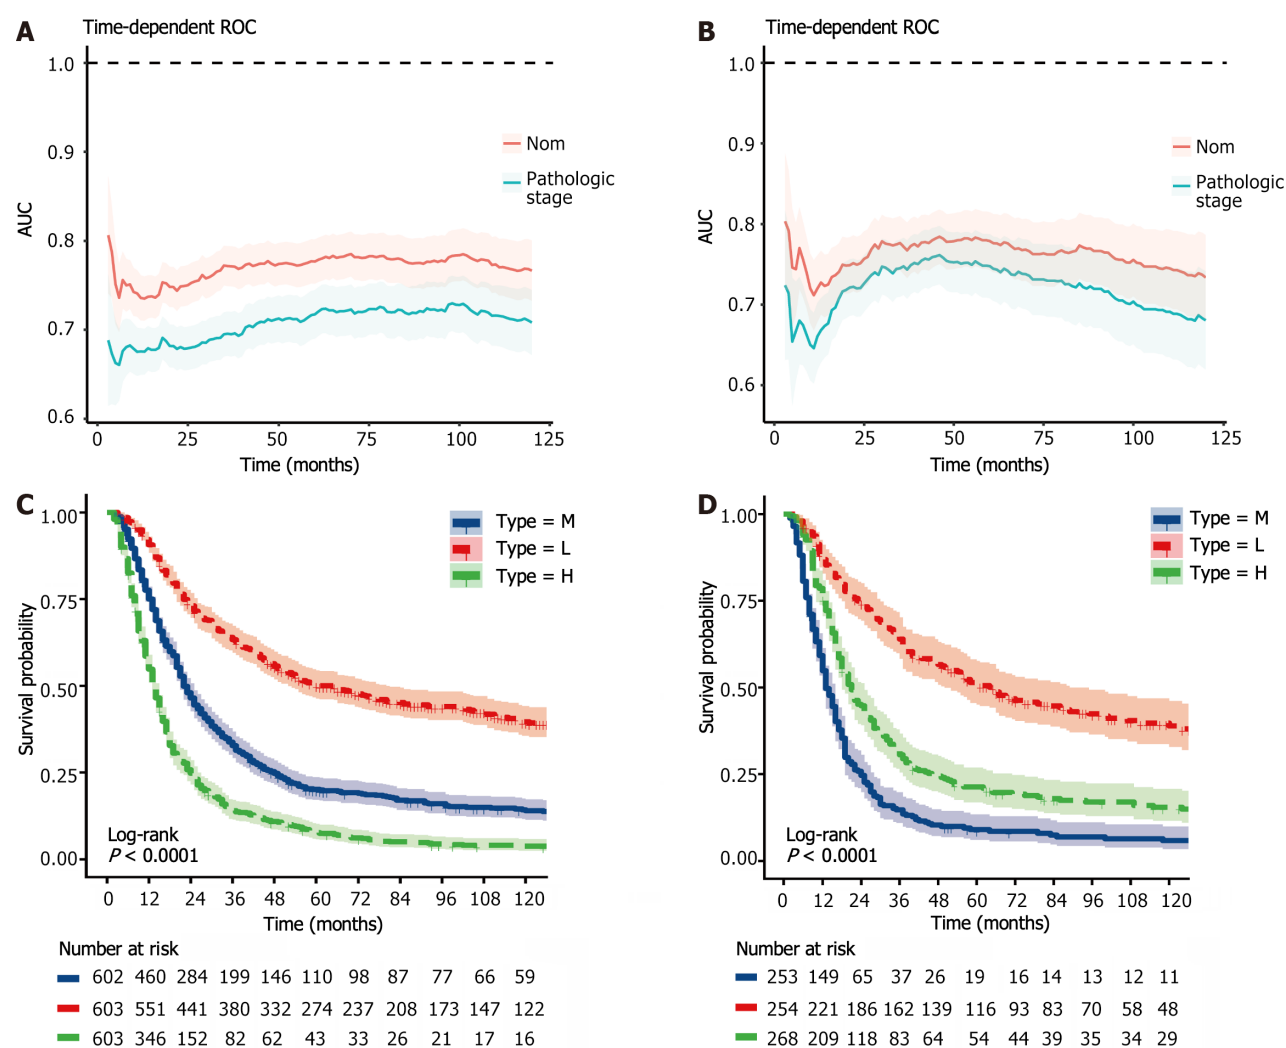 A
Time-dependent ROC
1.0
0.9
0.8
0.7
0.6
AUC
Nom
Pathologic
stage
0
25
50
75
100
125
Time (months)
B
Time-dependent ROC
1.0
0.9
0.8
0.7
0.6
AUC
Nom
Pathologic
stage
0
25
50
75
100
125
Time (months)
C
1.00
0.75
0.50
0.25
0.00
Survival probability
Type = M
Type = L
Type = H
Log-rank
P < 0.0001
0 12 24 36 48 60 72 84 96 108 120
Time (months)
Number at risk
602 460 284 199 146 110 98 87 77 66 59
603 551 441 380 332 274 237 208 173 147 122
603 346 152 82 62 43 33 26 21 17 16
D
1.00
0.75
0.50
0.25
0.00
Survival probability
Type = M
Type = L
Type = H
Log-rank
P < 0.0001
0 12 24 36 48 60 72 84 96 108 120
Time (months)
Number at risk
253 149 65 37 26 19 16 14 13 12 11
254 221 186 162 139 116 93 83 70 58 48
268 209 118 83 64 54 44 39 35 34 29